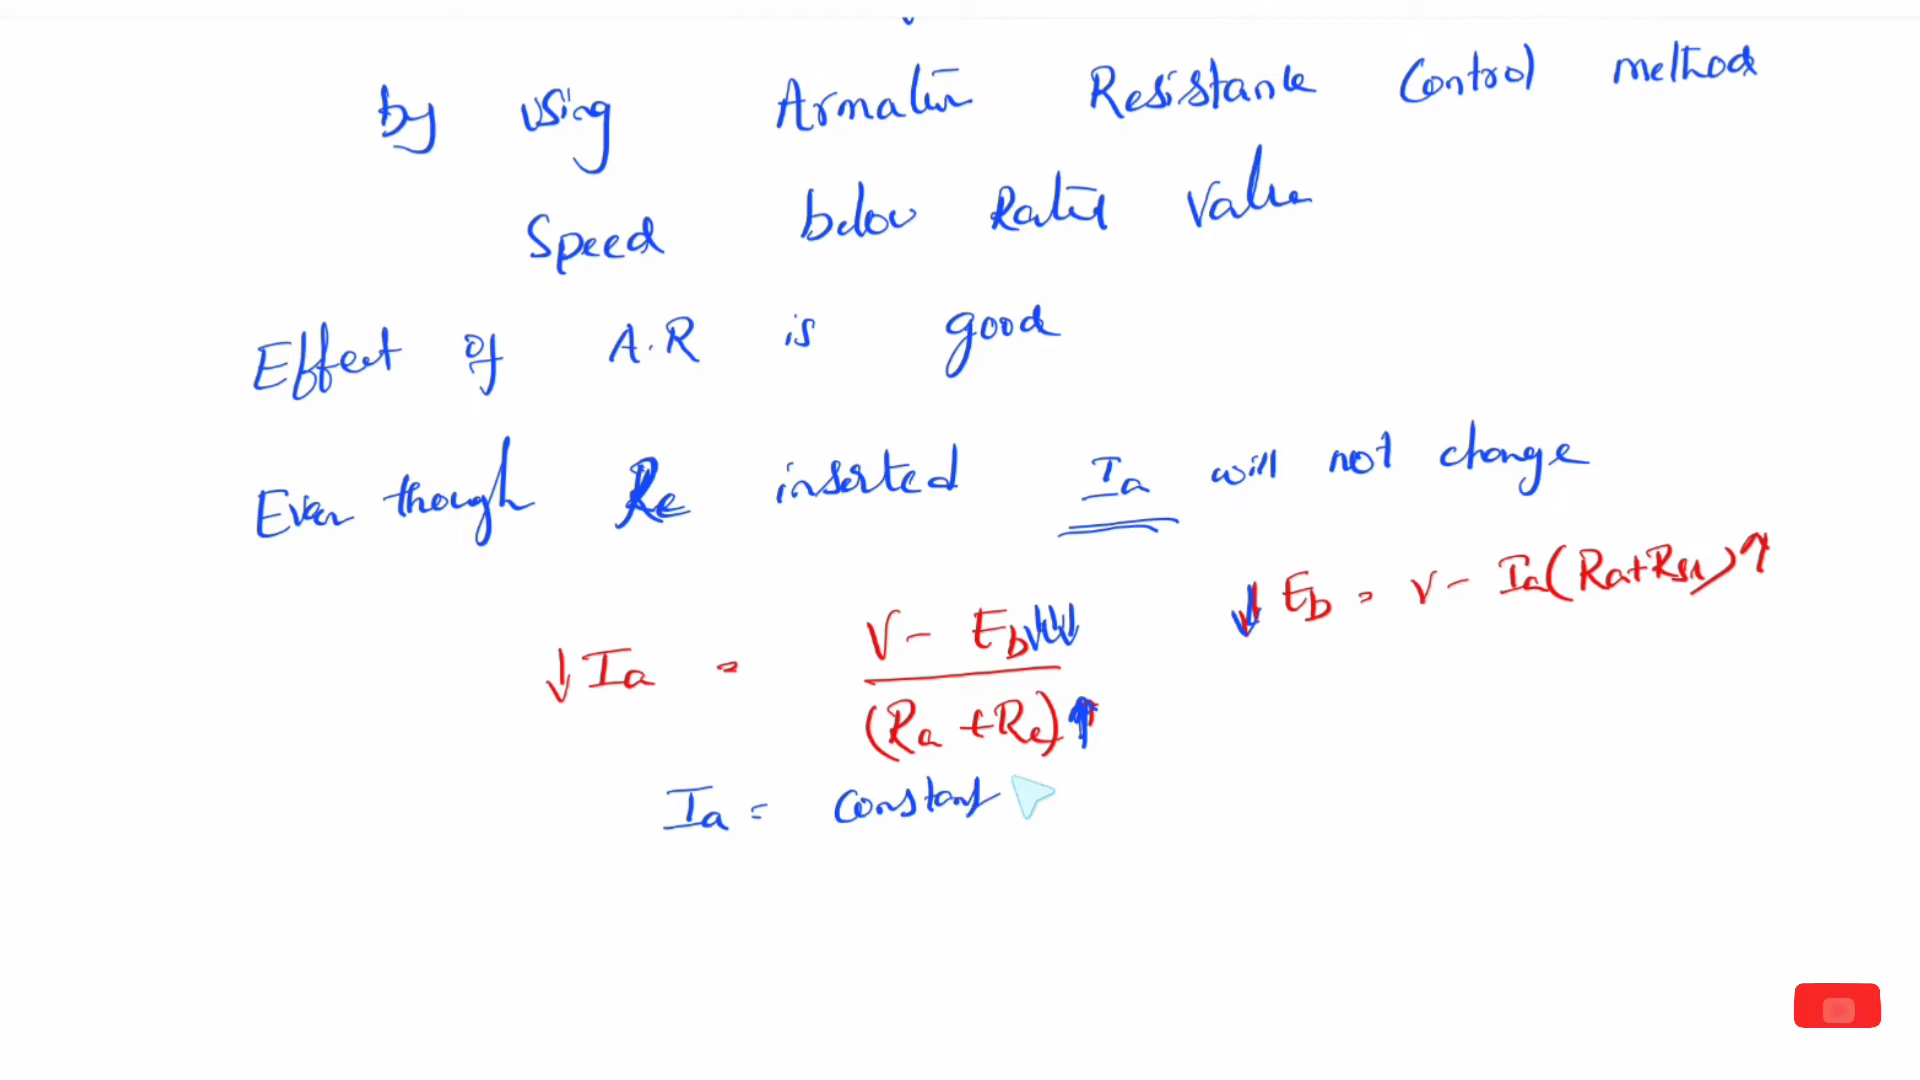 by using Armature Resistance Control method
Speed below Rated Value
Effect of A.R is good
Even though Re inserted Ia will not change
↓ Eb = V - Ia(Ra+Rse)↑
↓ Ia = V - Eb↓↓↓ / (Ra + Re)↑
Ia = Constant